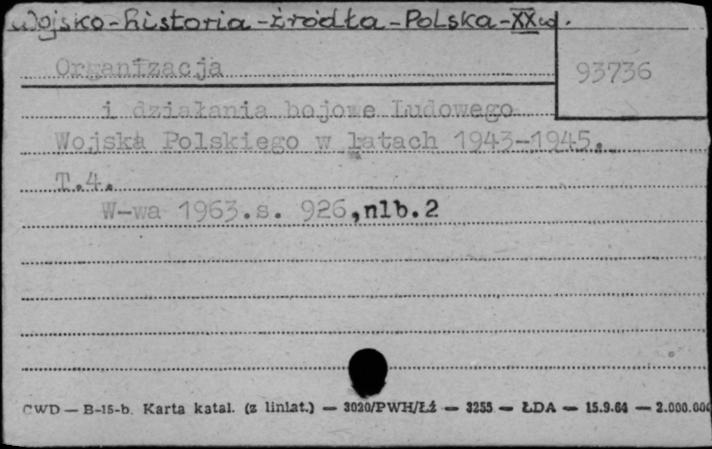 Wojsko-historia-źródła-Polska-XXw.
Organizacja
93736
i działania bojowe Ludowego
Wojska Polskiego w latach 1943-1945.
T.4.
W-wa 1963.s. 926,nlb.2
CWD — B-15-b. Karta katal. (z liniat.) — 3020/PWH/Łź — 3255 — ŁDA — 15.9.64 — 2.000.000